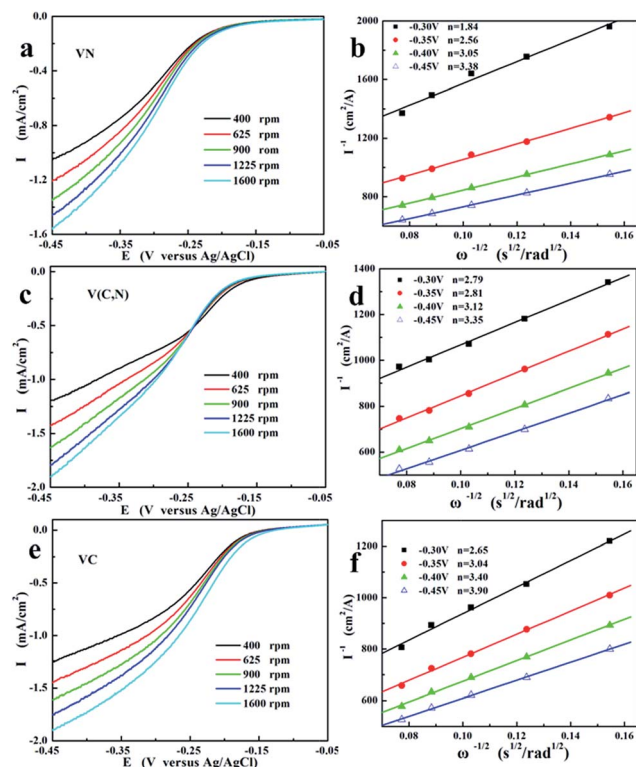 a
VN
I (mA/cm²)
0.0
-0.4
-0.8
-1.2
-1.6
400 rpm
625 rpm
900 rom
1225 rpm
1600 rpm
-0.45 -0.35 -0.25 -0.15 -0.05
E (V versus Ag/AgCl)
b
I⁻¹ (cm²/A)
2000
1600
1200
800
-0.30V n=1.84
-0.35V n=2.56
-0.40V n=3.05
-0.45V n=3.38
0.08 0.10 0.12 0.14 0.16
ω⁻¹/² (s¹/²/rad¹/²)
c
V(C,N)
I (mA/cm²)
0.0
-0.5
-1.0
-1.5
-2.0
400 rpm
625 rpm
900 rpm
1225 rpm
1600 rpm
-0.45 -0.35 -0.25 -0.15 -0.05
E (V versus Ag/AgCl)
d
I⁻¹ (cm²/A)
1400
1200
1000
800
600
-0.30V n=2.79
-0.35V n=2.81
-0.40V n=3.12
-0.45V n=3.35
0.08 0.10 0.12 0.14 0.16
ω⁻¹/² (s¹/²/rad¹/²)
e
VC
I (mA/cm²)
0.0
-0.5
-1.0
-1.5
-2.0
400 rpm
625 rpm
900 rpm
1225 rpm
1600 rpm
-0.45 -0.35 -0.25 -0.15 -0.05
E (V versus Ag/AgCl)
f
I⁻¹ (cm²/A)
1200
1000
800
600
-0.30V n=2.65
-0.35V n=3.04
-0.40V n=3.40
-0.45V n=3.90
0.08 0.10 0.12 0.14 0.16
ω⁻¹/² (s¹/²/rad¹/²)